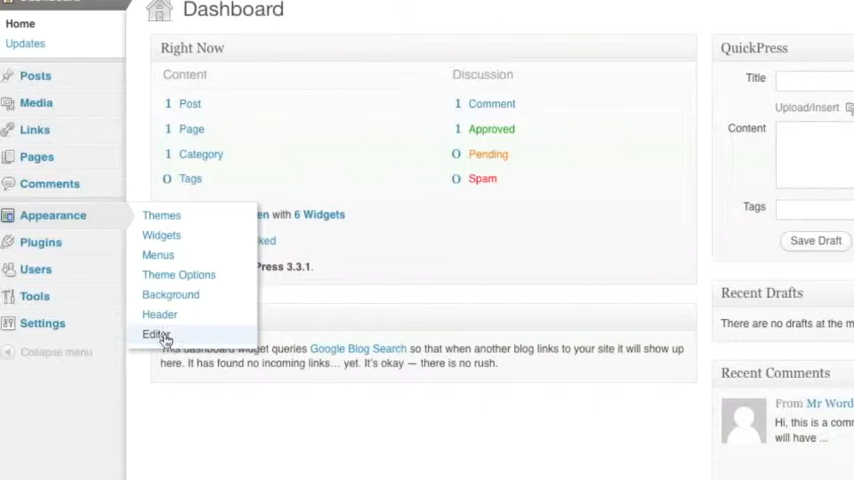 Dashboard
Home
Updates
Posts
Media
Links
Pages
Comments
Appearance
Plugins
Users
Tools
Settings
Collapse menu
Themes
Widgets
Menus
Theme Options
Background
Header
Editor
Dashboard
Right Now
Content
Discussion
1 Post
1 Comment
1 Page
1 Approved
1 Category
0 Pending
0 Tags
0 Spam
en with 6 Widgets
ked
Press 3.3.1.
This dashboard widget queries Google Blog Search so that when another blog links to your site it will show up
here. It has found no incoming links… yet. It's okay — there is no rush.
QuickPress
Title
Upload/Insert
Content
Tags
Save Draft
Recent Drafts
There are no drafts at the m
Recent Comments
From Mr Word
Hi, this is a comm
will have ...